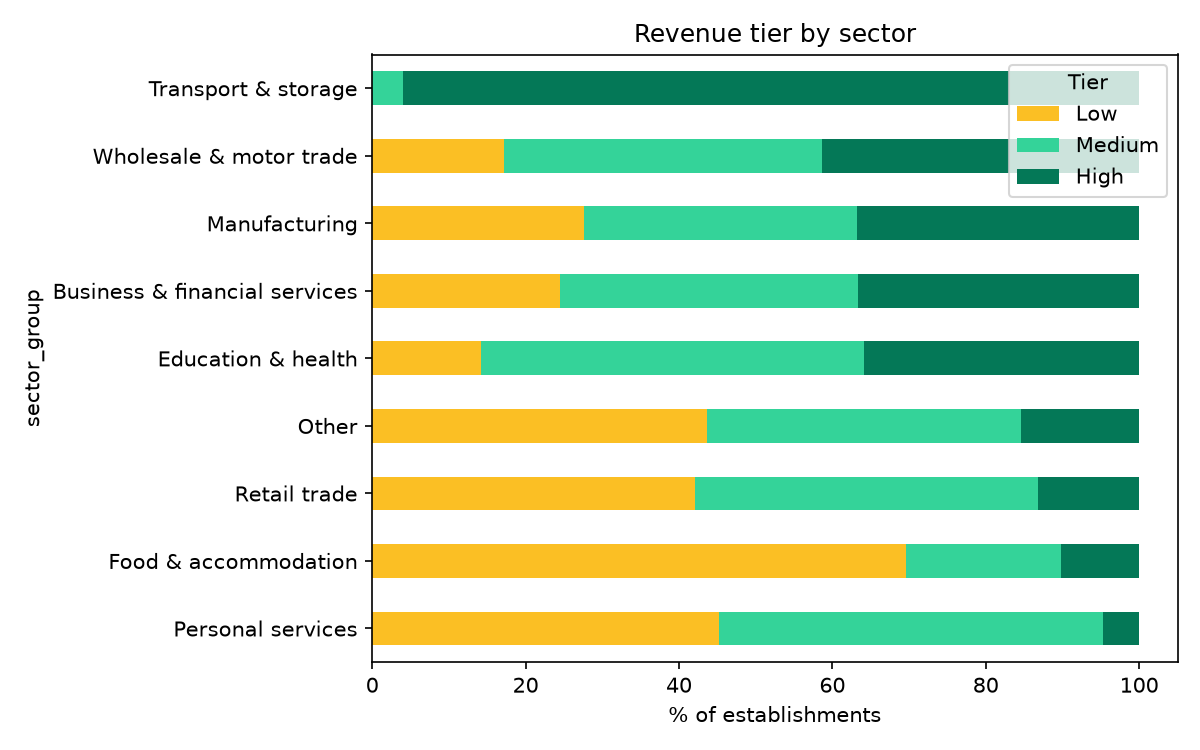 Revenue tier by sector
Transport & storage
Wholesale & motor trade
Manufacturing
Business & financial services
Education & health
Other
Retail trade
Food & accommodation
Personal services
sector_group
Tier
Low
Medium
High
0 20 40 60 80 100
% of establishments